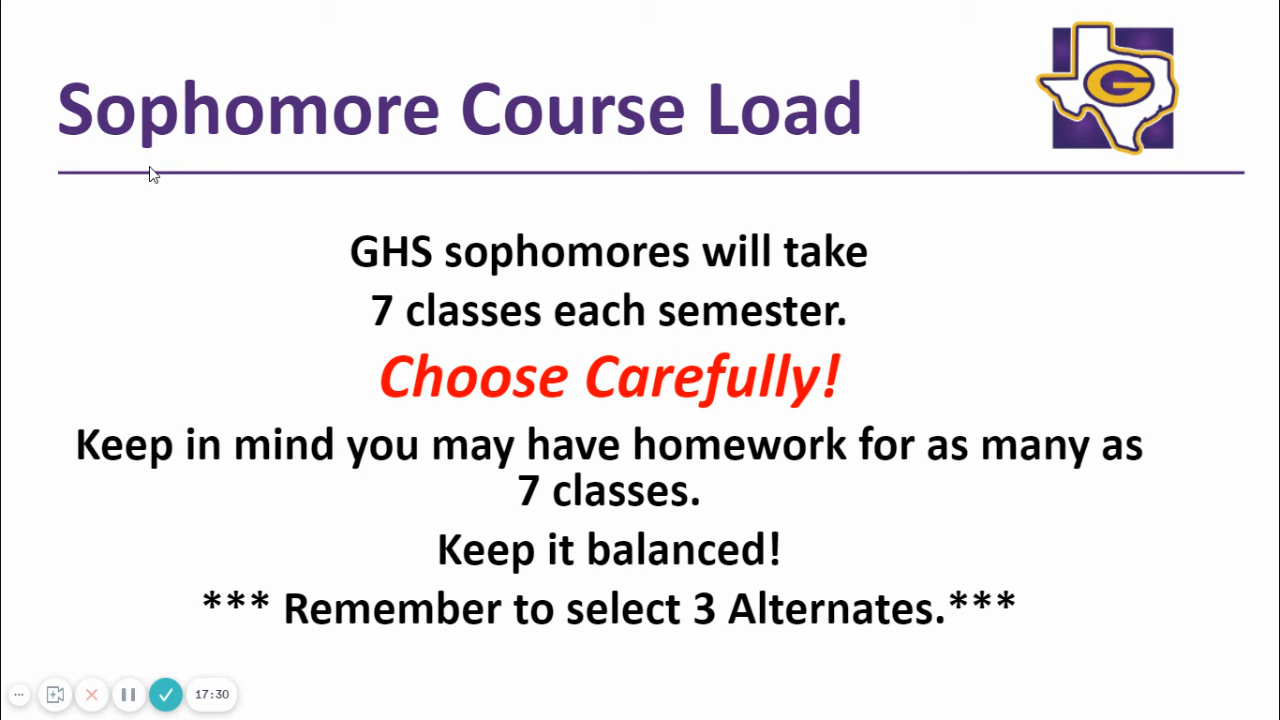 Sophomore Course Load
G
GHS sophomores will take
7 classes each semester.
Choose Carefully!
Keep in mind you may have homework for as many as
7 classes.
Keep it balanced!
*** Remember to select 3 Alternates.***
17:30